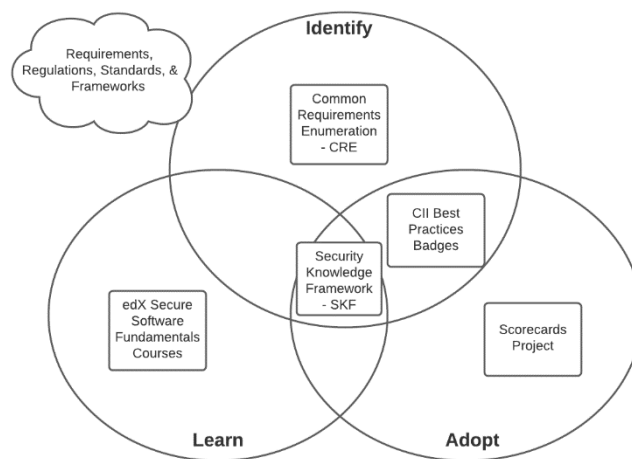 Identify
Requirements,
Regulations, Standards, &
Frameworks
Common
Requirements
Enumeration
- CRE
CII Best
Practices
Badges
Security
Knowledge
Framework
- SKF
edX Secure
Software
Fundamentals
Courses
Scorecards
Project
Learn
Adopt